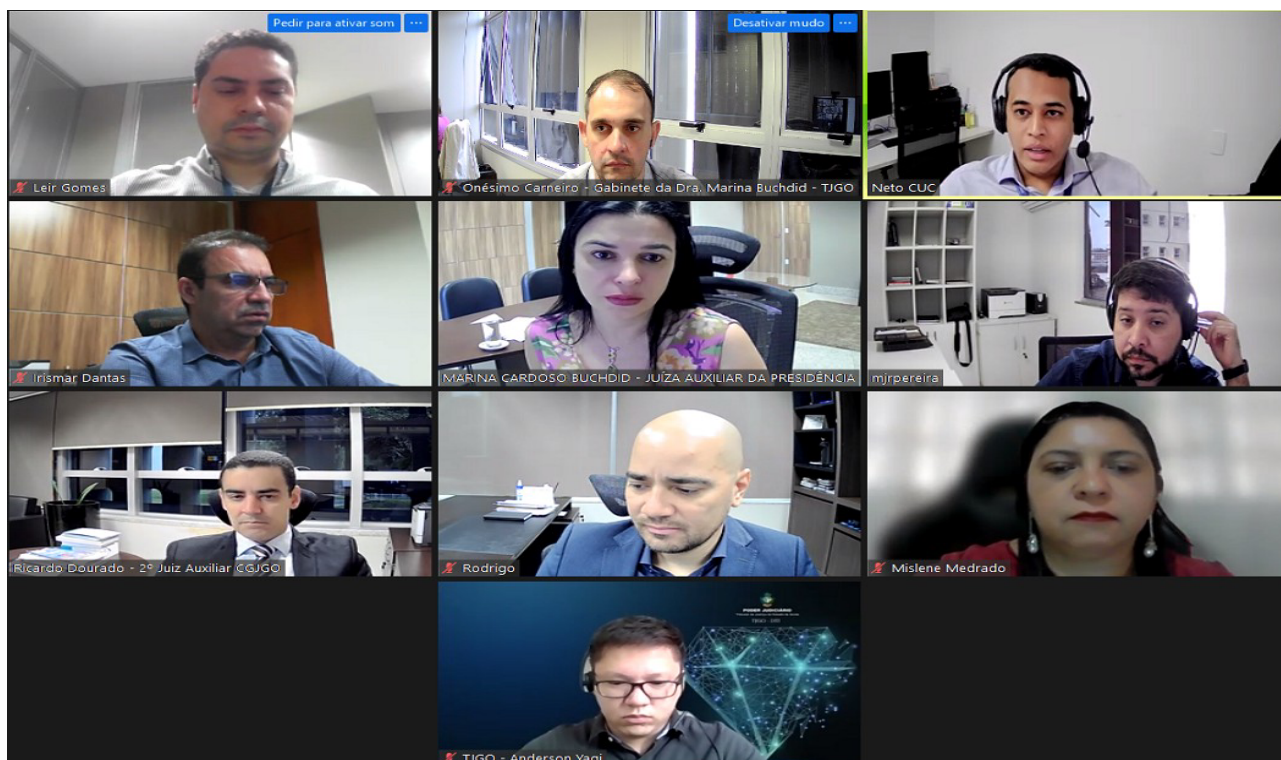 Pedir para ativar som ...
Desativar mudo ...
Leir Gomes
Onésimo Carneiro - Gabinete da Dra. Marina Buchdid - TJGO
Neto CUC
Irismar Dantas
MARINA CARDOSO BUCHDID - JUÍZA AUXILIAR DA PRESIDÊNCIA
mjrpereira
Ricardo Dourado - 2º Juiz Auxiliar CGJGO
Rodrigo
Mislene Medrado
PODER JUDICIÁRIO
TJGO - Anderson Yagi